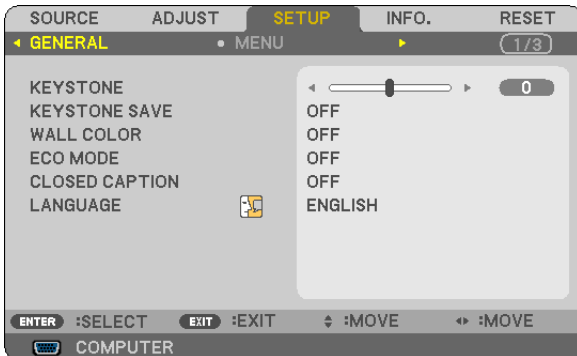 SOURCE ADJUST SETUP INFO. RESET
GENERAL • MENU 1/3
KEYSTONE 0
KEYSTONE SAVE OFF
WALL COLOR OFF
ECO MODE OFF
CLOSED CAPTION OFF
LANGUAGE ENGLISH
ENTER :SELECT EXIT :EXIT :MOVE :MOVE
COMPUTER